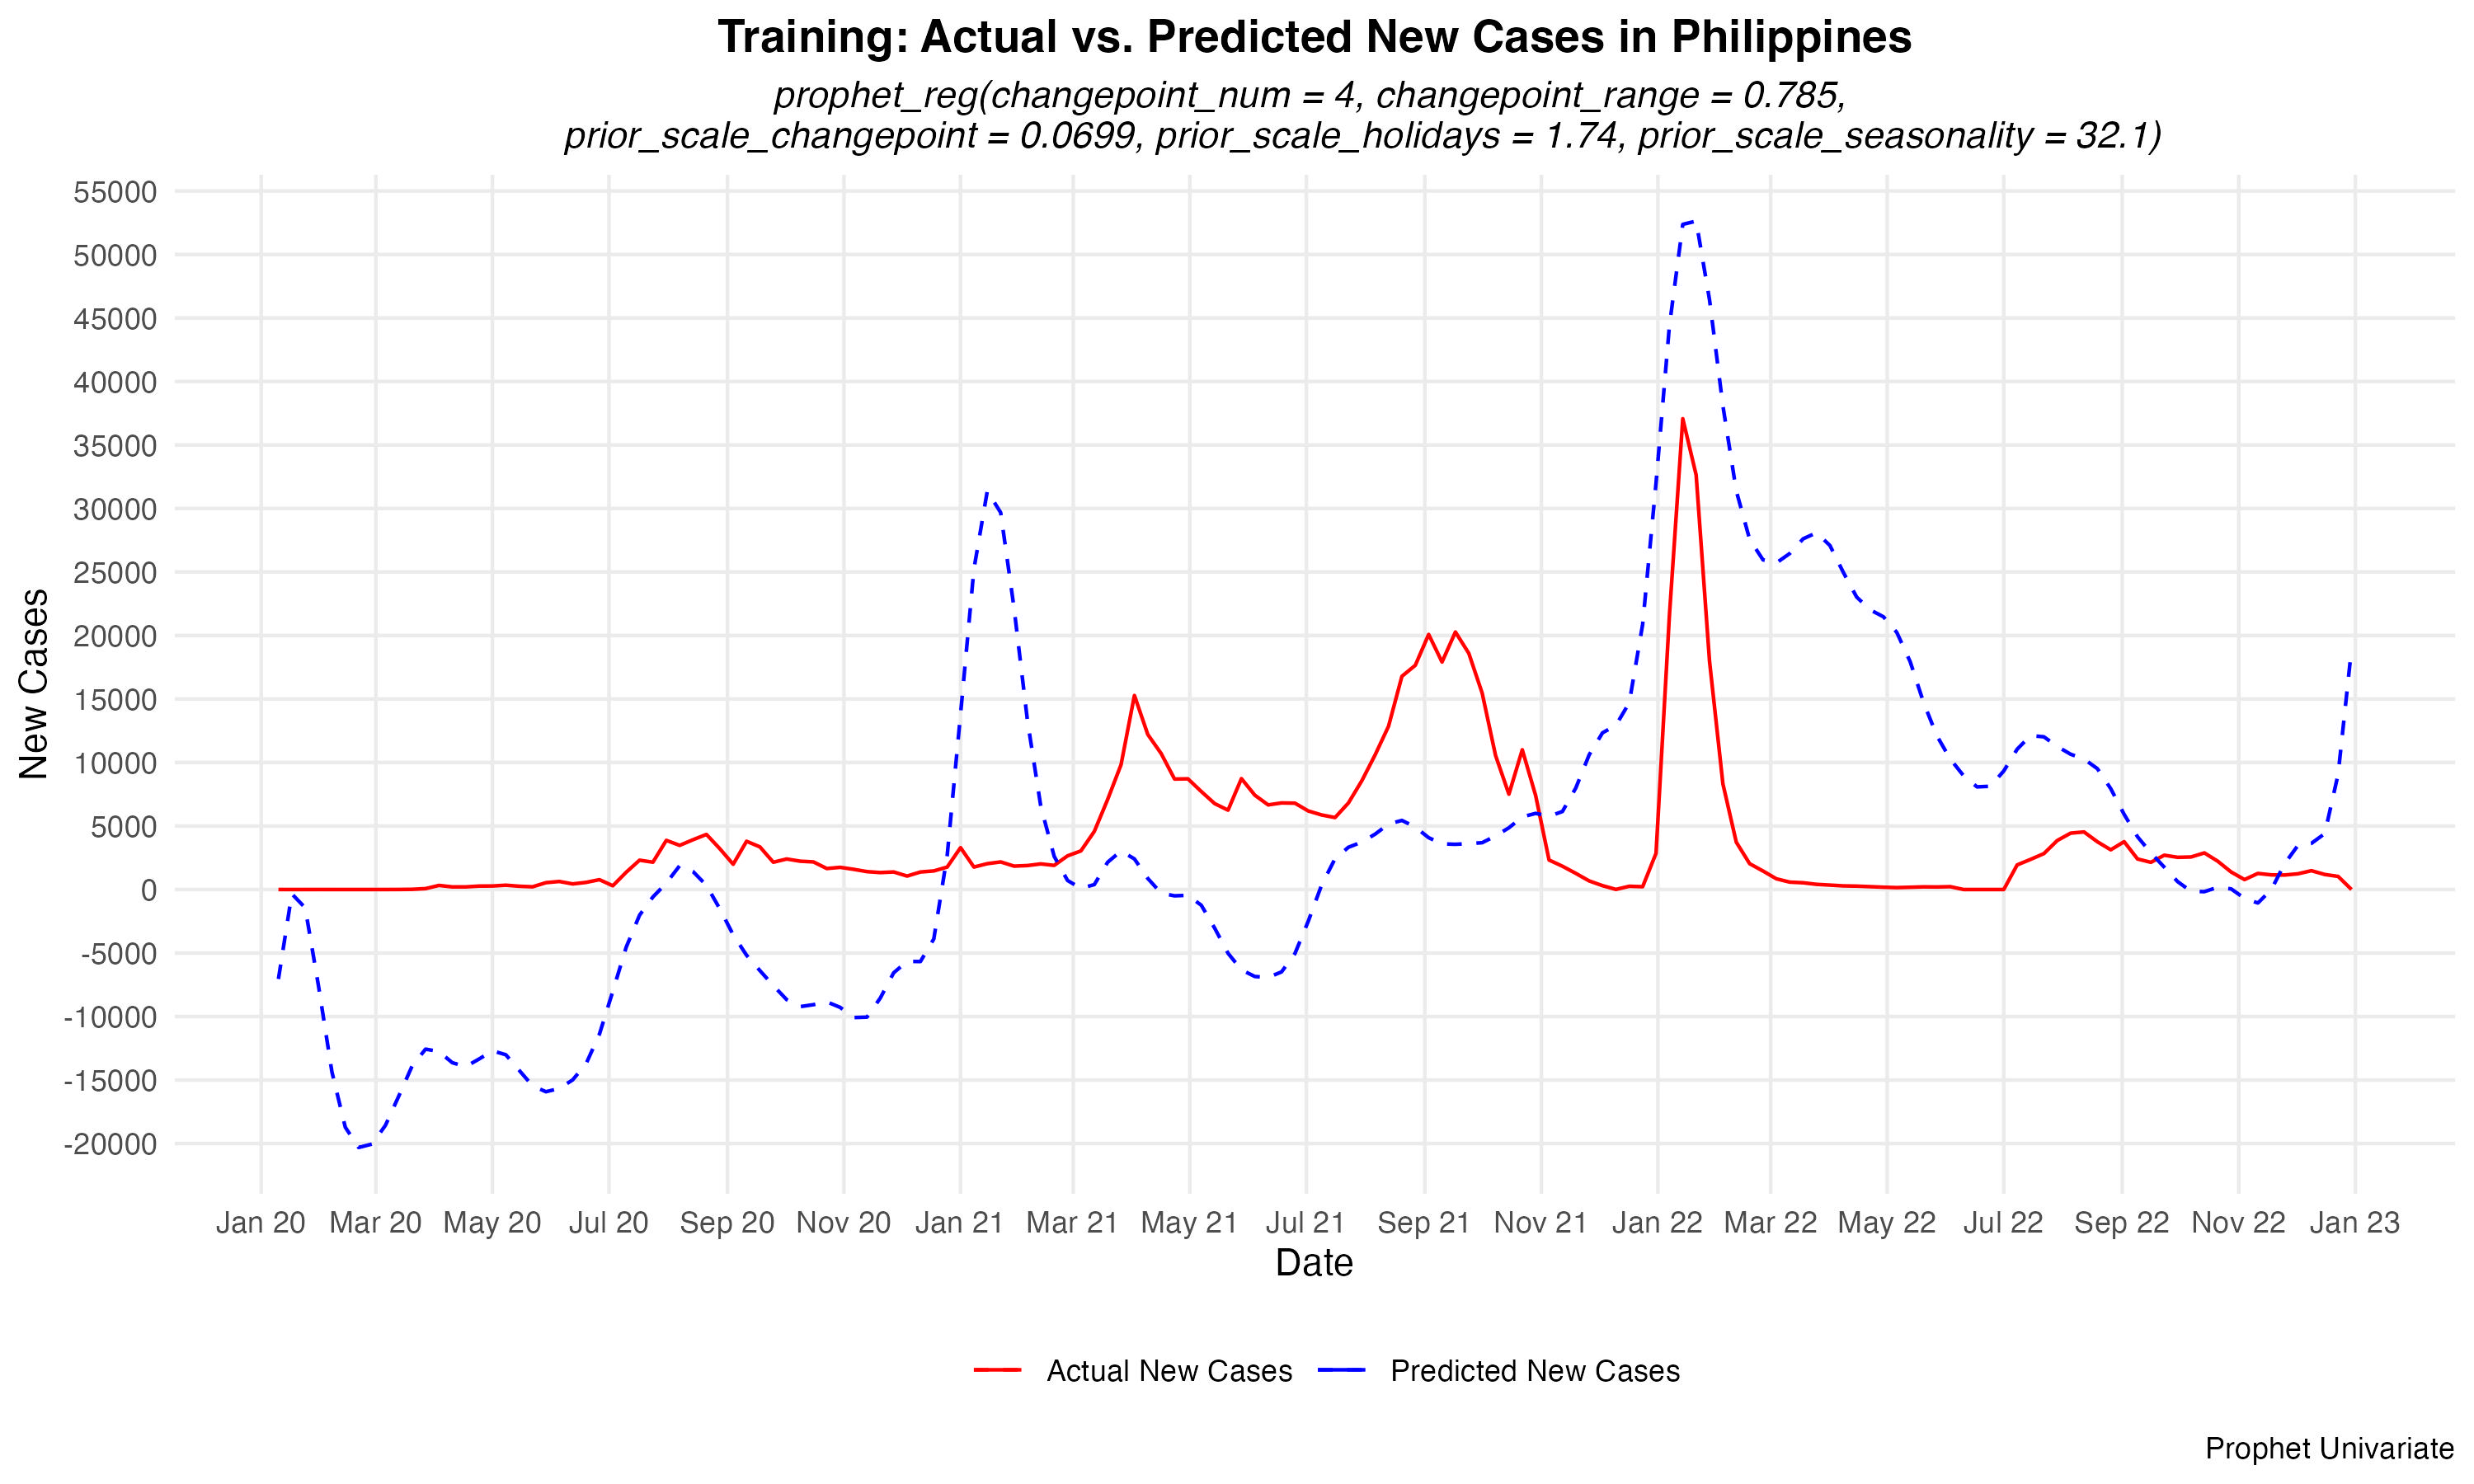 Training: Actual vs. Predicted New Cases in Philippines
prophet_reg(changepoint_num = 4, changepoint_range = 0.785,
prior_scale_changepoint = 0.0699, prior_scale_holidays = 1.74, prior_scale_seasonality = 32.1)
New Cases
55000
50000
45000
40000
35000
30000
25000
20000
15000
10000
5000
0
-5000
-10000
-15000
-20000
Jan 20 Mar 20 May 20 Jul 20 Sep 20 Nov 20 Jan 21 Mar 21 May 21 Jul 21 Sep 21 Nov 21 Jan 22 Mar 22 May 22 Jul 22 Sep 22 Nov 22 Jan 23
Date
Actual New Cases Predicted New Cases
Prophet Univariate